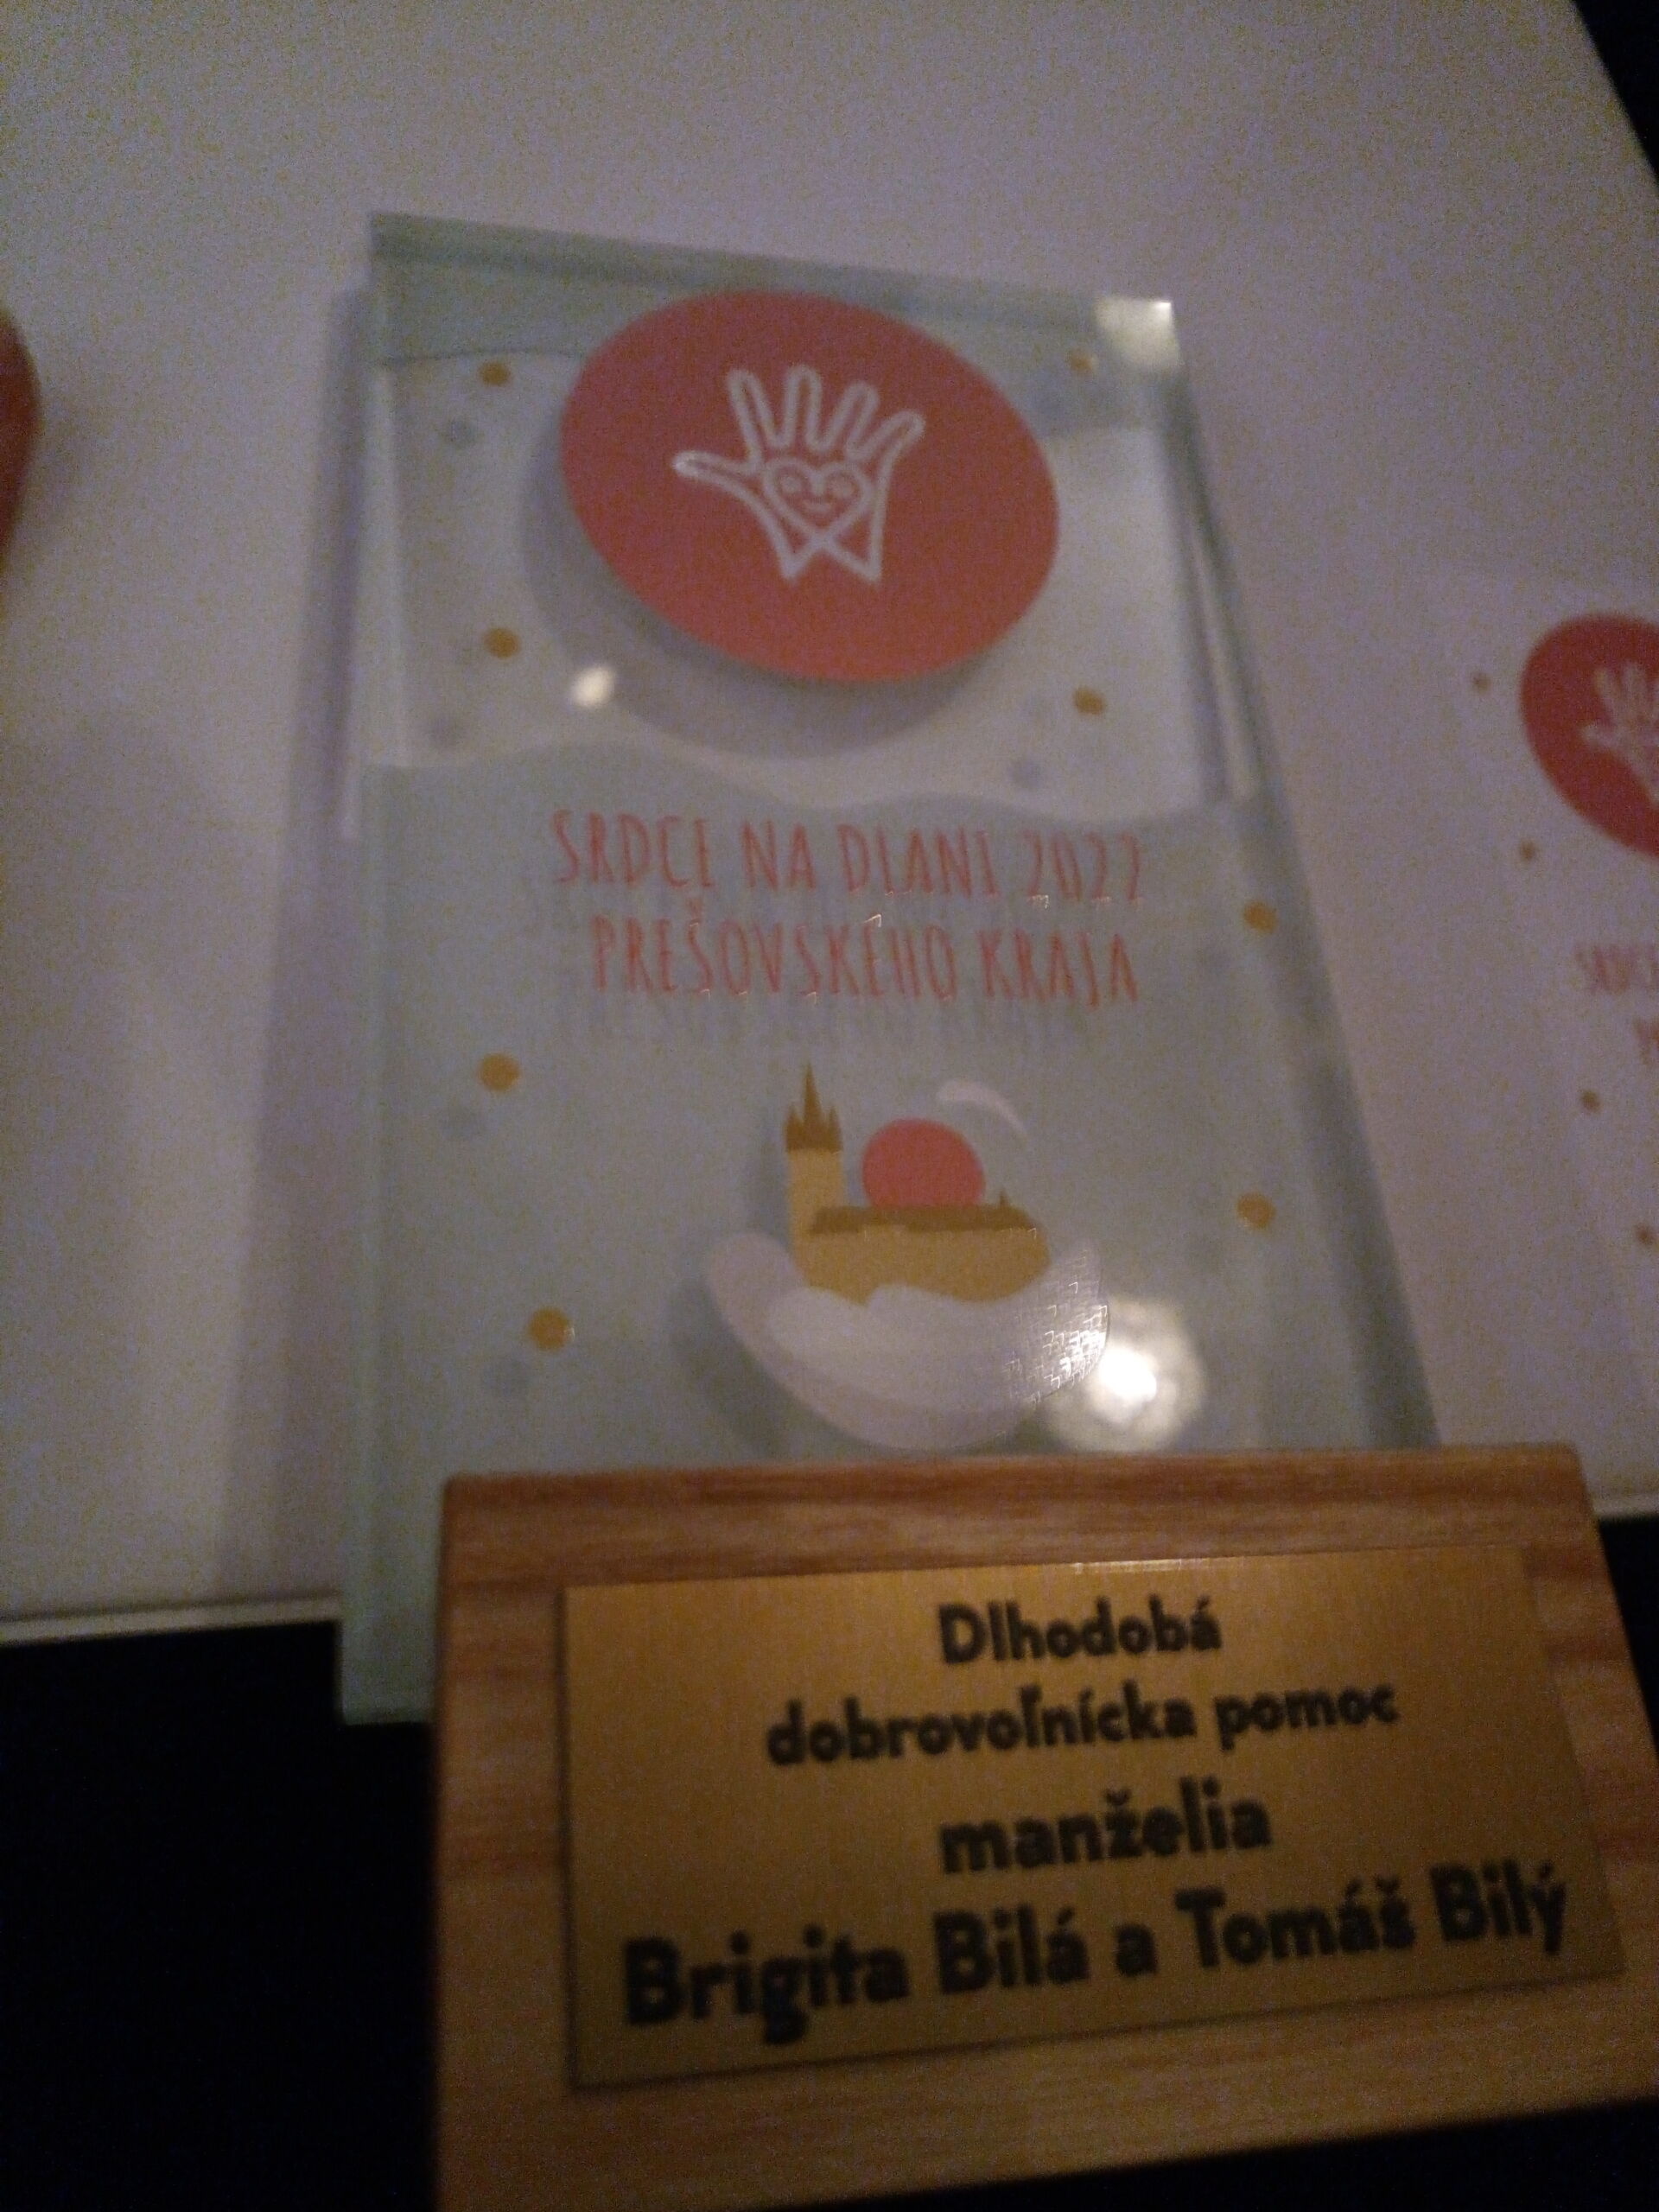 SRDCE NA DLANI 2022
PREŠOVSKÉHO KRAJA
Dlhodobá
dobrovoľnícka pomoc
manželia
Brigita Bilá a Tomáš Bilý